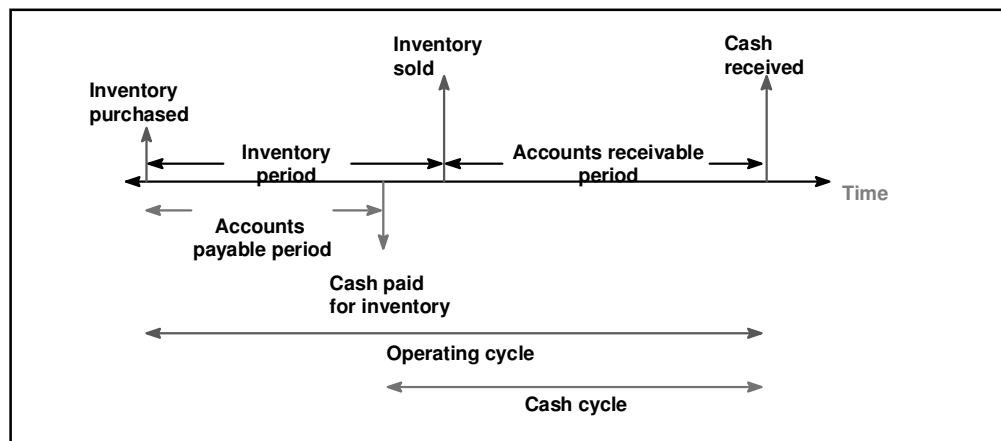 Inventory
purchased
Inventory
sold
Cash
received
Inventory
period
Accounts receivable
period
Time
Accounts
payable period
Cash paid
for inventory
Operating cycle
Cash cycle